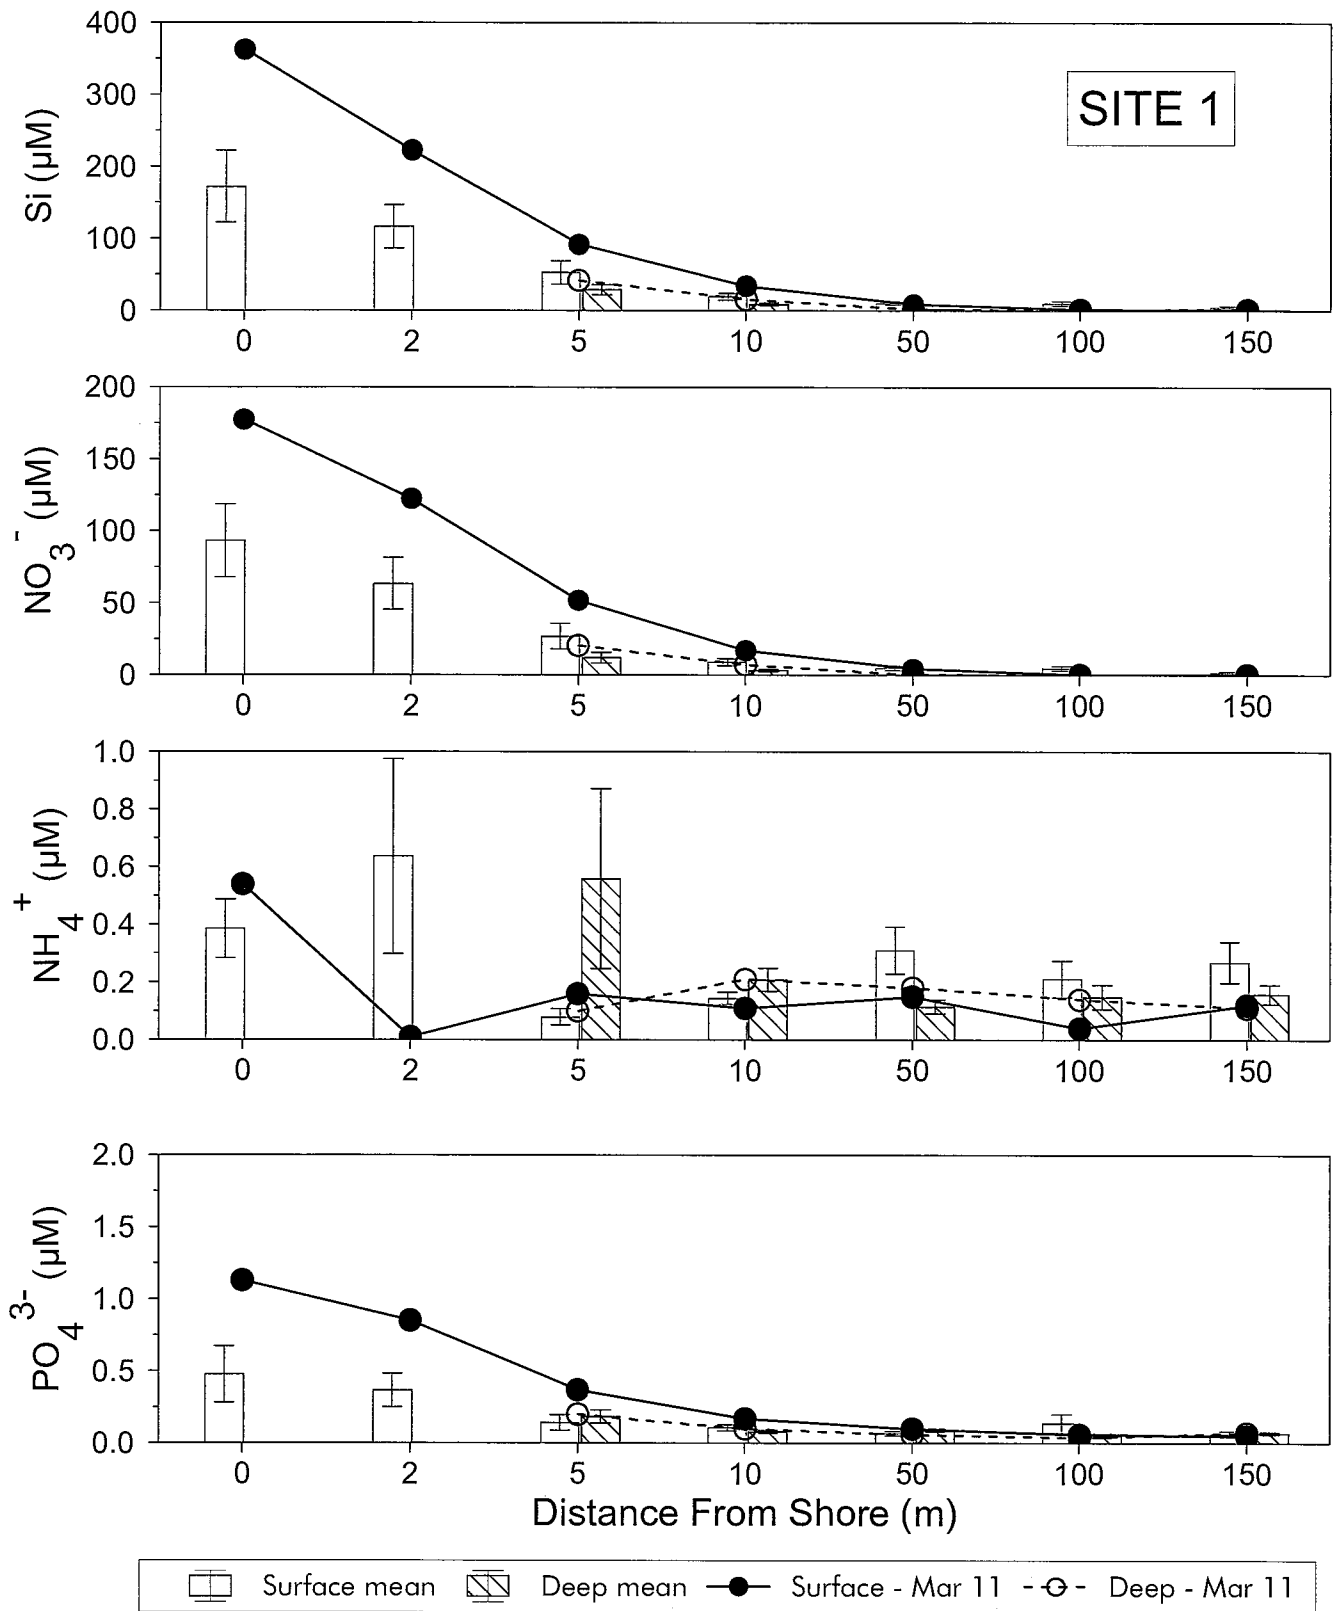 SITE 1
Si (µM)
400
300
200
100
0
0 2 5 10 50 100 150
NO3- (µM)
200
150
100
50
0
0 2 5 10 50 100 150
NH4+ (µM)
1.0
0.8
0.6
0.4
0.2
0.0
0 2 5 10 50 100 150
PO43- (µM)
2.0
1.5
1.0
0.5
0.0
0 2 5 10 50 100 150
Distance From Shore (m)
Surface mean Deep mean Surface - Mar 11 Deep - Mar 11